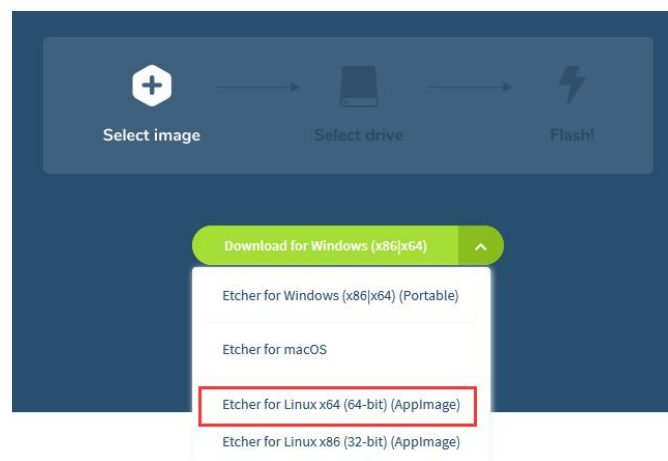 Select image
Select drive
Flash!
Download for Windows (x86|x64)
Etcher for Windows (x86|x64) (Portable)
Etcher for macOS
Etcher for Linux x64 (64-bit) (AppImage)
Etcher for Linux x86 (32-bit) (AppImage)